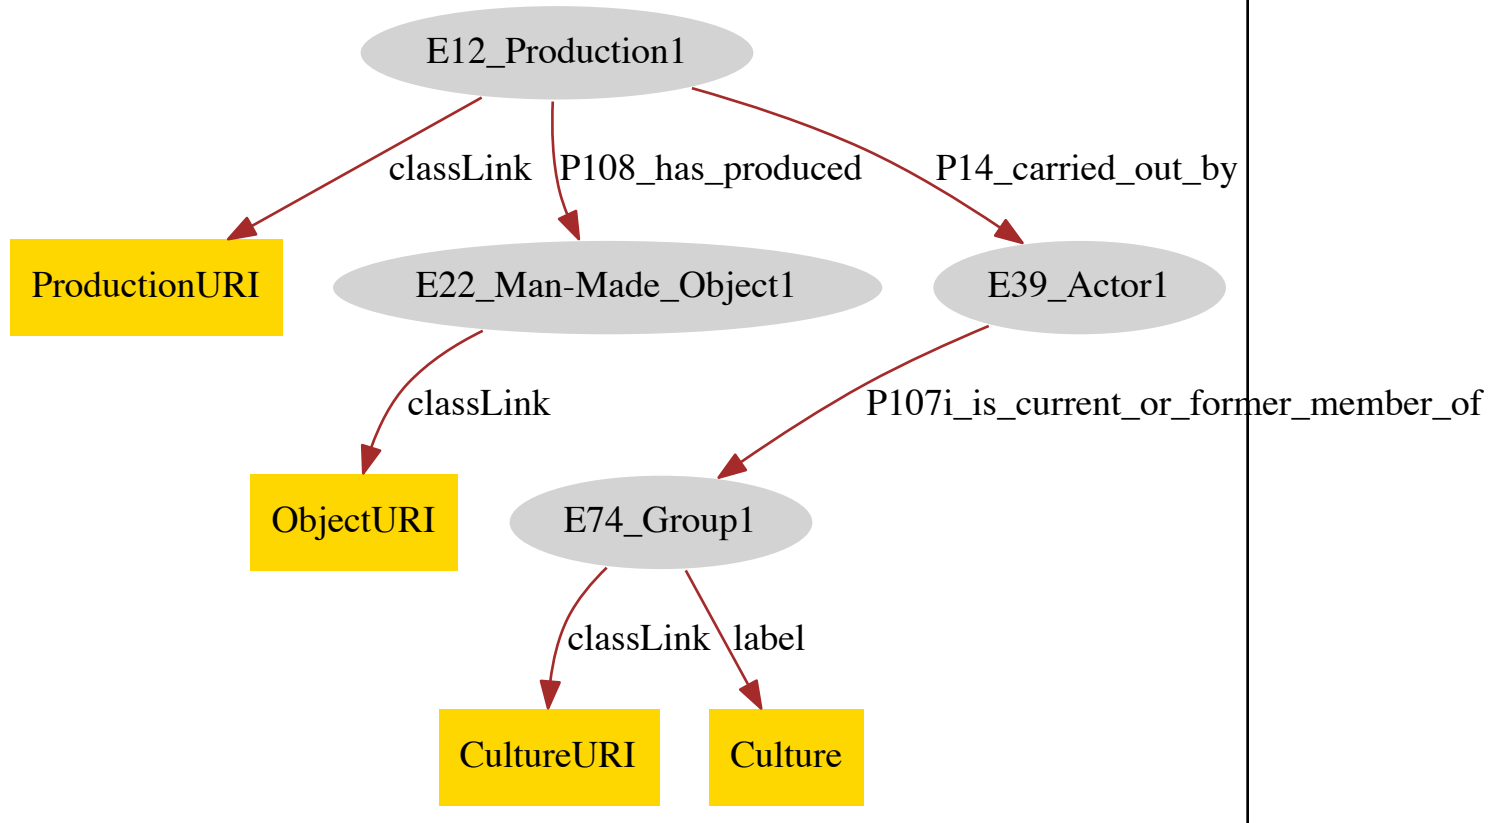 E12_Production1
classLink
P108_has_produced
P14_carried_out_by
ProductionURI
E22_Man-Made_Object1
E39_Actor1
classLink
P107i_is_current_or_former_member_of
ObjectURI
E74_Group1
classLink
label
CultureURI
Culture